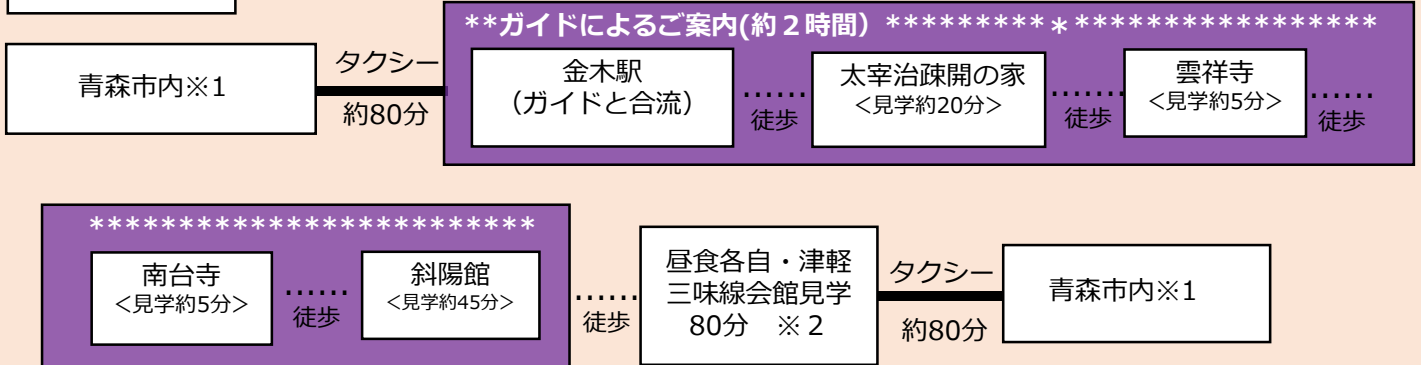 **ガイドによるご案内(約２時間）*********＊*****************
青森市内※1
タクシー
約80分
金木駅
（ガイドと合流）
……
徒歩
太宰治疎開の家
<見学約20分>
……
徒歩
雲祥寺
<見学約5分>
……
徒歩
*************************
南台寺
<見学約5分>
……
徒歩
斜陽館
<見学約45分>
……
徒歩
昼食各自・津軽
三味線会館見学
80分　※２
タクシー
約80分
青森市内※1